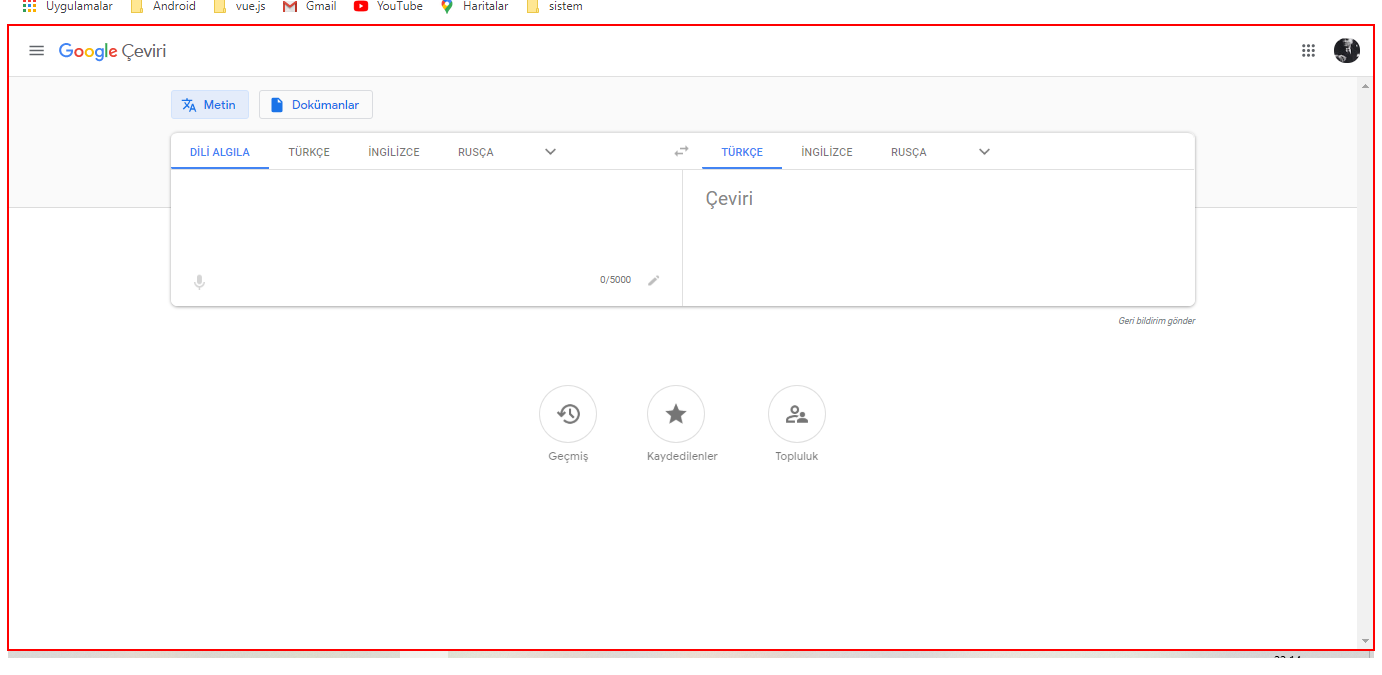 Uygulamalar Android vue.js Gmail YouTube Haritalar sistem
Google Çeviri
Metin Dokümanlar
DİLİ ALGILA TÜRKÇE İNGİLİZCE RUSÇA TÜRKÇE İNGİLİZCE RUSÇA
Çeviri
0/5000
Geri bildirim gönder
Geçmiş Kaydedilenler Topluluk